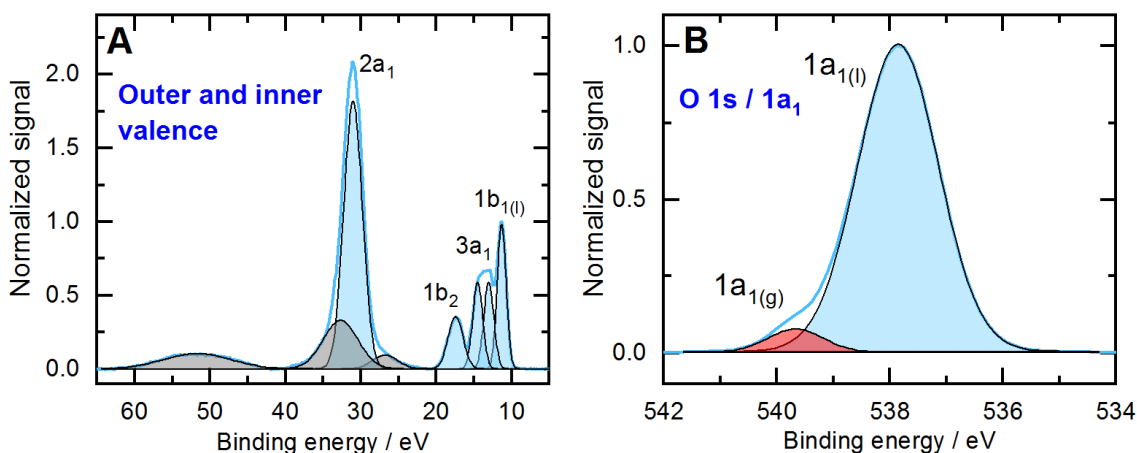 A
Outer and inner
valence
2a₁
1b₁₍ₗ₎
3a₁
1b₂
2.0
1.5
1.0
0.5
0.0
Normalized signal
60 50 40 30 20 10
Binding energy / eV
B
O 1s / 1a₁
1a₁₍ₗ₎
1a₁₍g₎
1.0
0.5
0.0
Normalized signal
542 540 538 536 534
Binding energy / eV